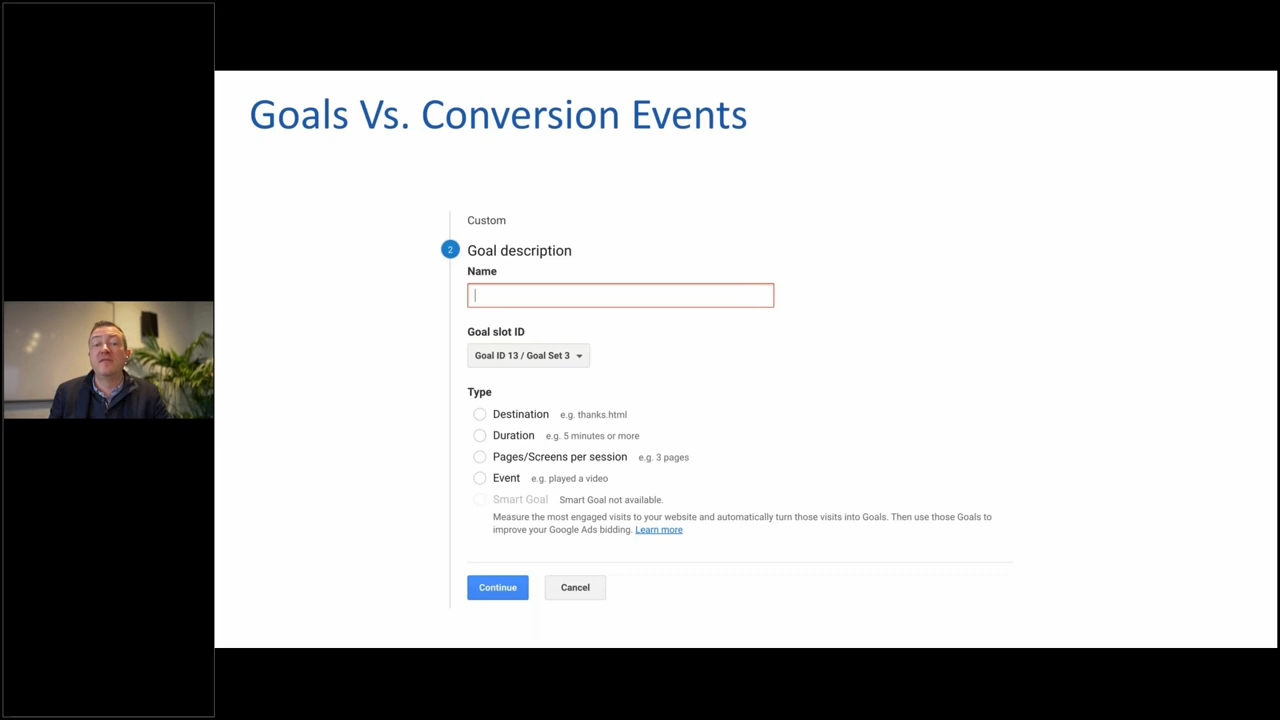 Goals Vs. Conversion Events
Custom
2 Goal description
Name
Goal slot ID
Goal ID 13 / Goal Set 3
Type
Destination e.g. thanks.html
Duration e.g. 5 minutes or more
Pages/Screens per session e.g. 3 pages
Event e.g. played a video
Smart Goal Smart Goal not available.
Measure the most engaged visits to your website and automatically turn those visits into Goals. Then use those Goals to
improve your Google Ads bidding. Learn more
Continue Cancel